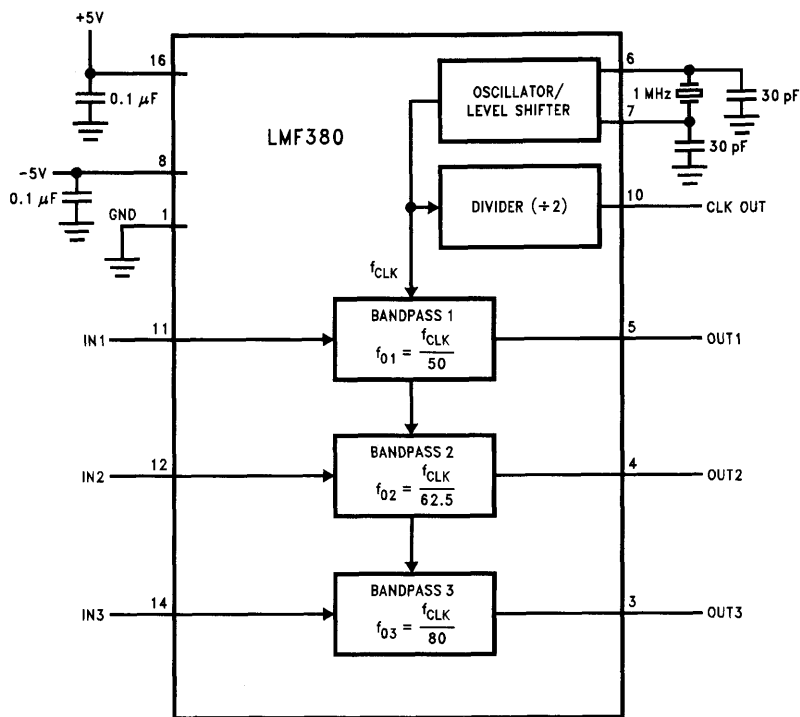 +5V
16
0.1 μF
LMF380
-5V
8
0.1 μF
GND
1
OSCILLATOR/
LEVEL SHIFTER
6
1 MHz
30 pF
7
30 pF
DIVIDER (÷2)
10
CLK OUT
fCLK
IN1
11
BANDPASS 1
f01 = fCLK
50
5
OUT1
IN2
12
BANDPASS 2
f02 = fCLK
62.5
4
OUT2
IN3
14
BANDPASS 3
f03 = fCLK
80
3
OUT3